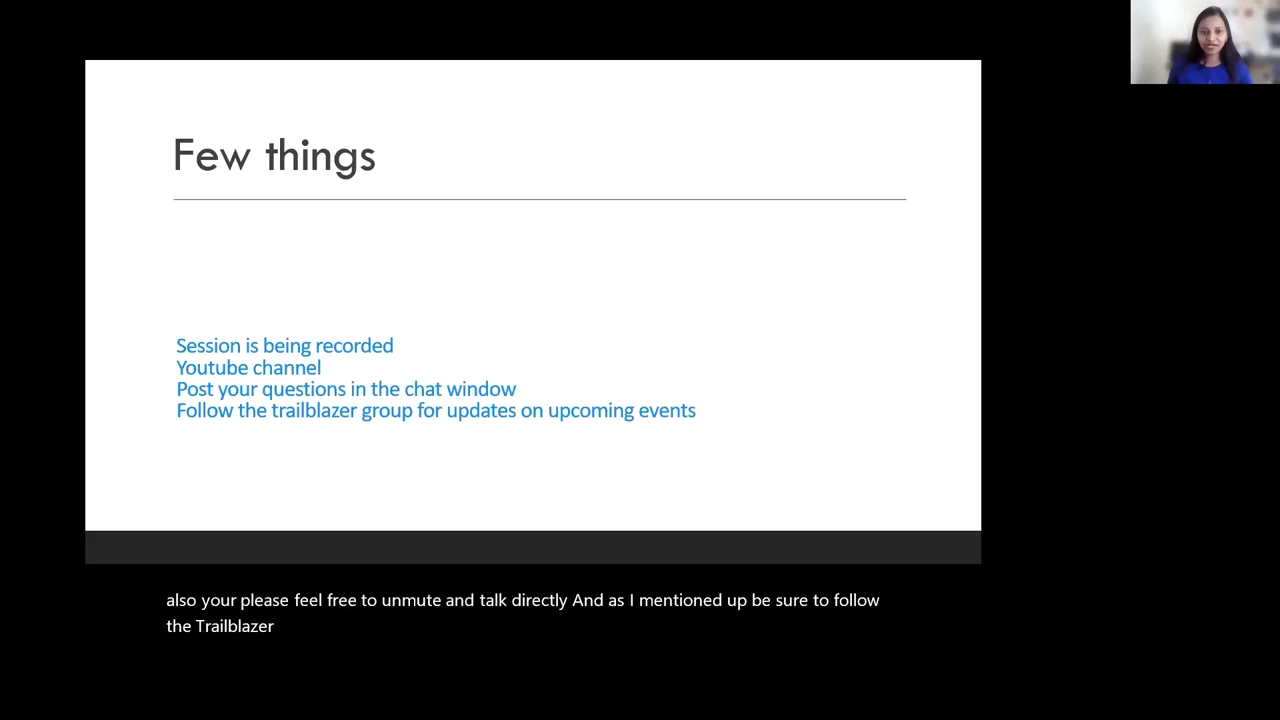 Few things
Session is being recorded
Youtube channel
Post your questions in the chat window
Follow the trailblazer group for updates on upcoming events
also your please feel free to unmute and talk directly And as I mentioned up be sure to follow
the Trailblazer